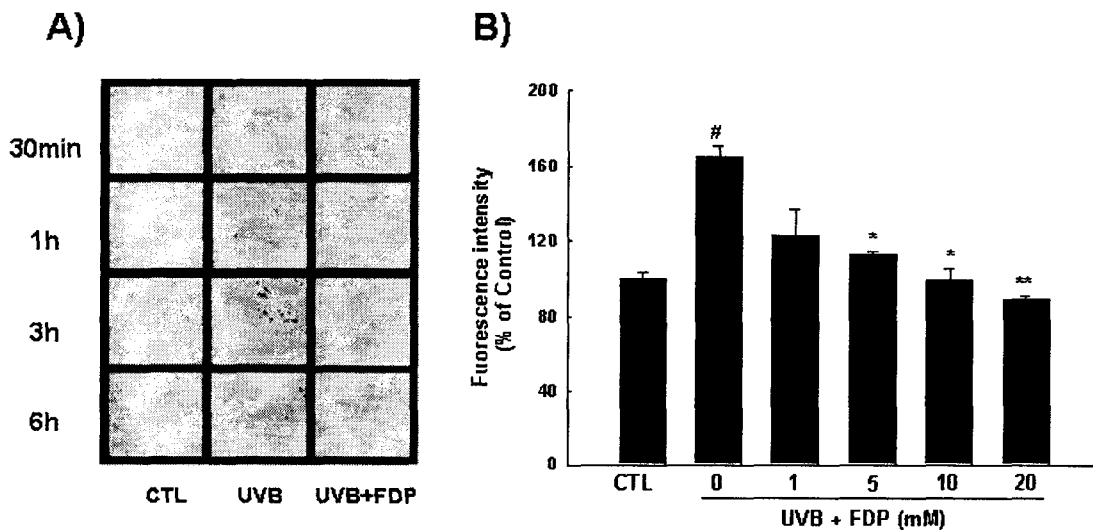 A)
30min
1h
3h
6h
CTL UVB UVB+FDP
B)
Fuorescence intensity
(% of Control)
200
160
120
80
40
0
#
*
*
**
CTL 0 1 5 10 20
UVB + FDP (mM)